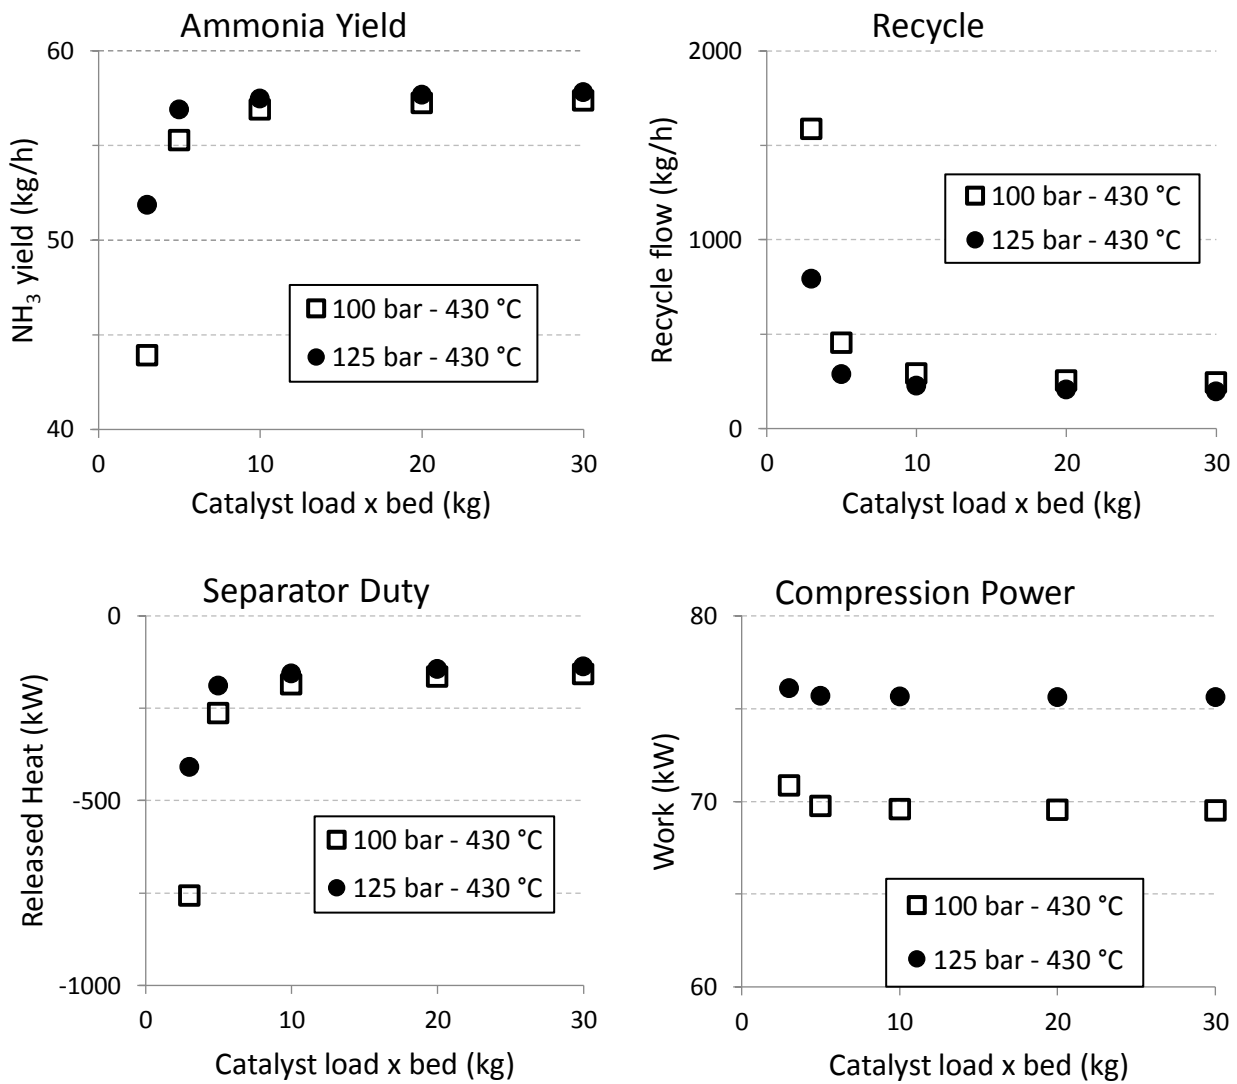 Ammonia Yield
60
50
40
NH₃ yield (kg/h)
100 bar - 430 °C
125 bar - 430 °C
0
10
20
30
Catalyst load x bed (kg)
Recycle
2000
1000
0
Recycle flow (kg/h)
100 bar - 430 °C
125 bar - 430 °C
0
10
20
30
Catalyst load x bed (kg)
Separator Duty
0
-500
-1000
Released Heat (kW)
100 bar - 430 °C
125 bar - 430 °C
0
10
20
30
Catalyst load x bed (kg)
Compression Power
80
70
60
Work (kW)
100 bar - 430 °C
125 bar - 430 °C
0
10
20
30
Catalyst load x bed (kg)